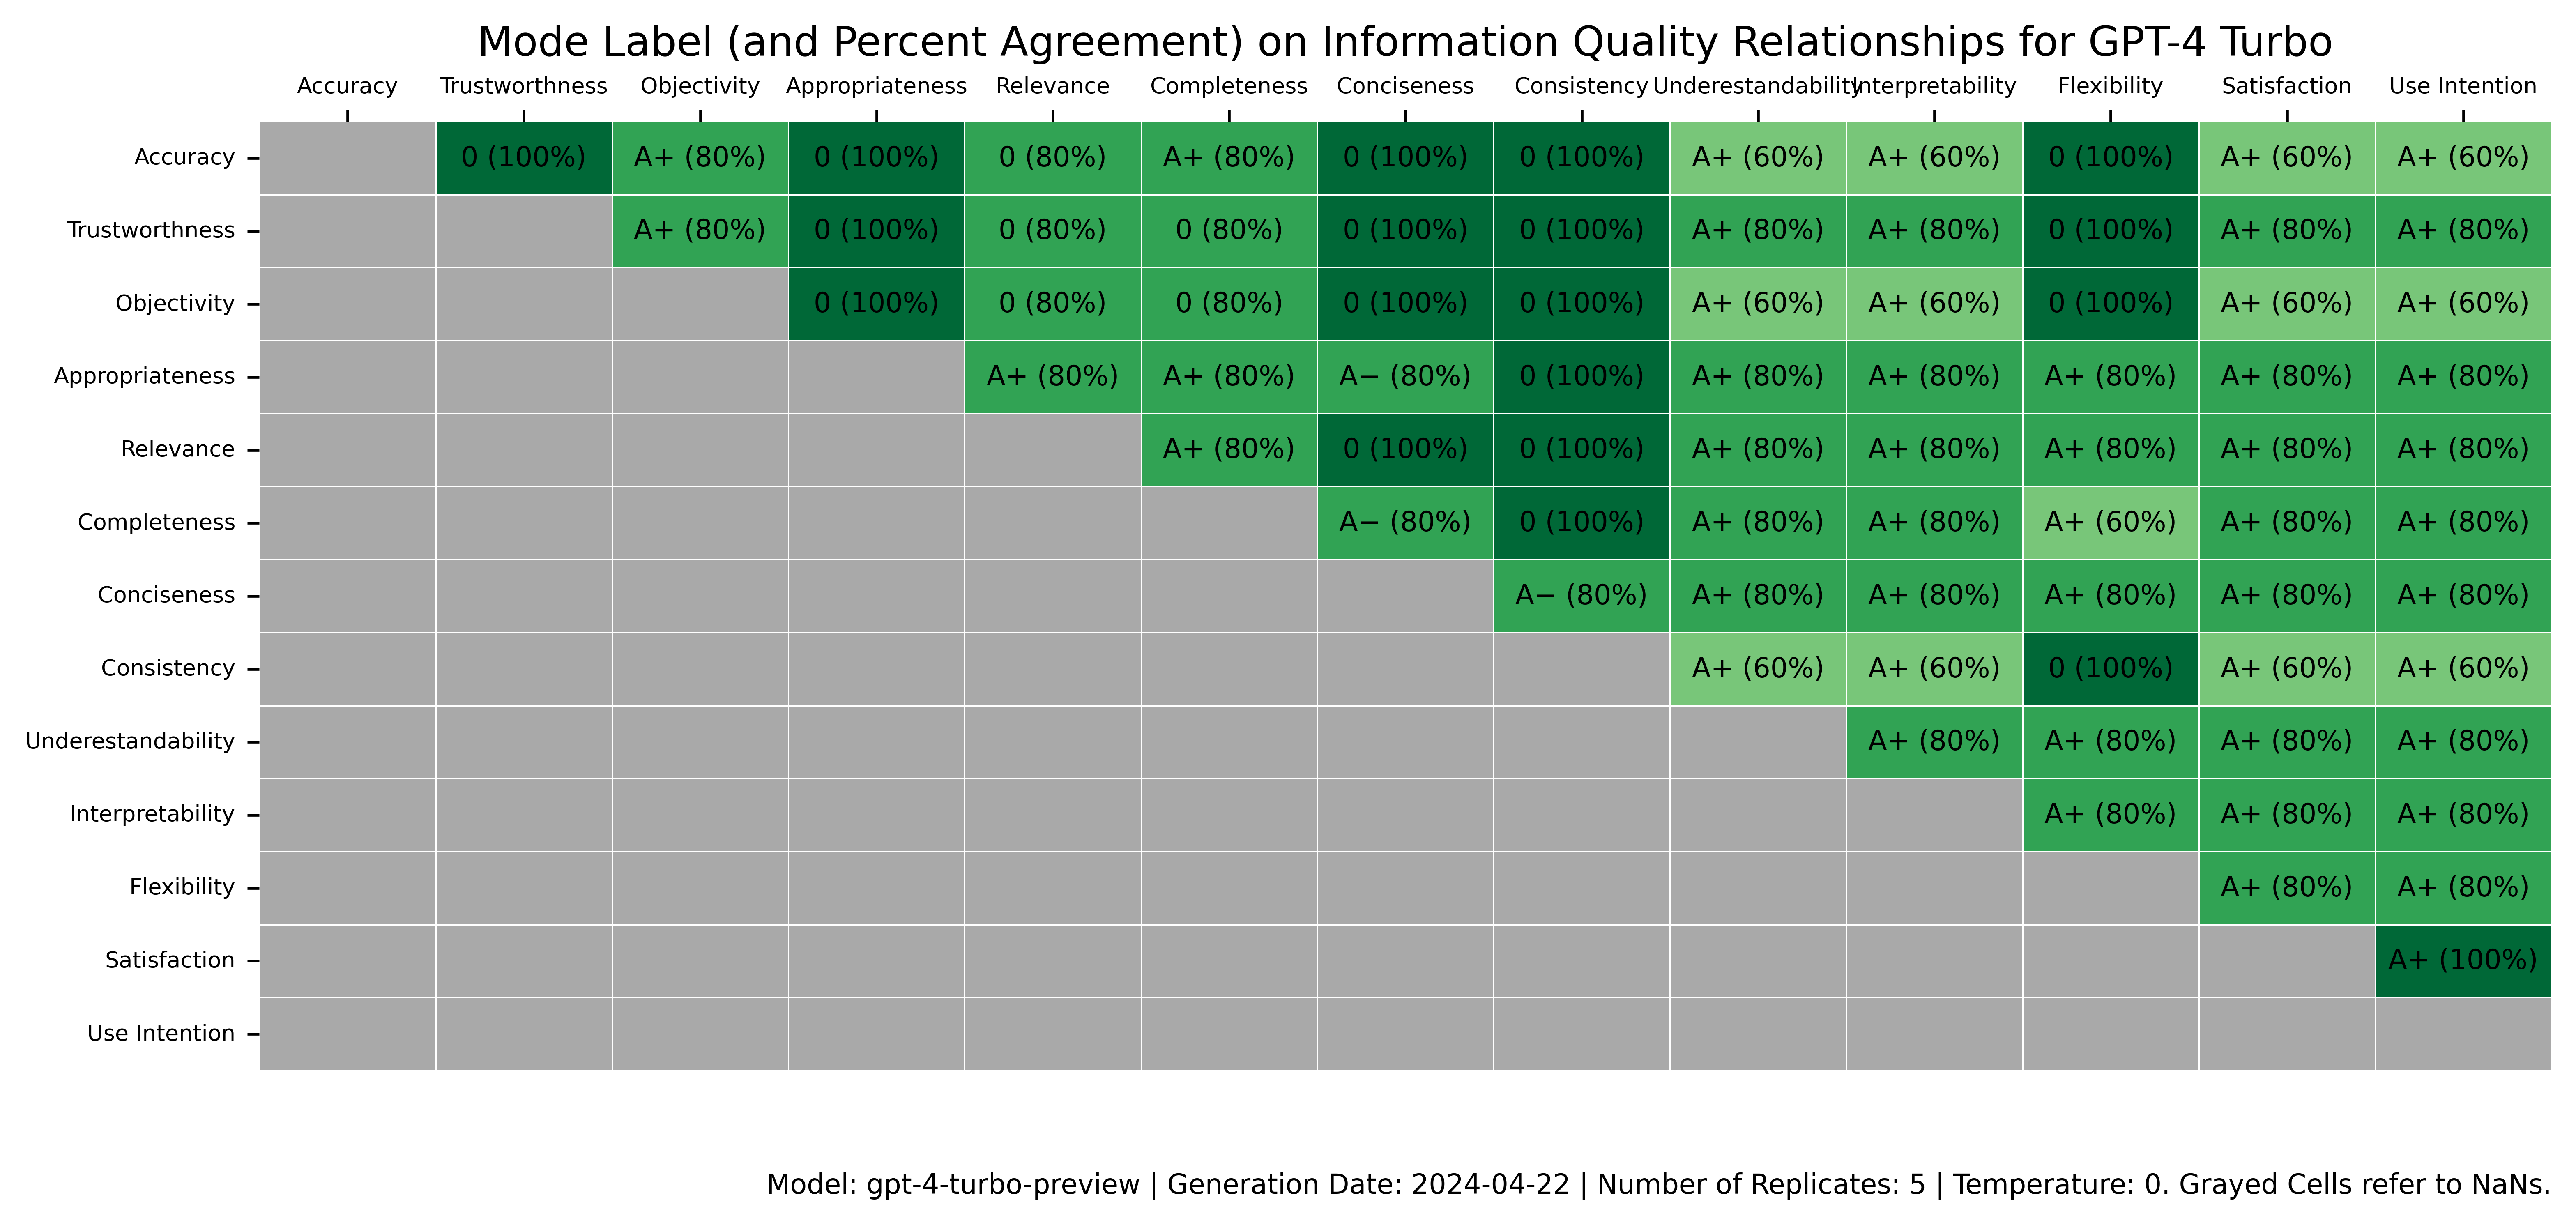 Mode Label (and Percent Agreement) on Information Quality Relationships for GPT-4 Turbo
Accuracy Trustworthness Objectivity Appropriateness Relevance Completeness Conciseness Consistency Underestandability Interpretability Flexibility Satisfaction Use Intention
Accuracy 0 (100%) A+ (80%) 0 (100%) 0 (80%) A+ (80%) 0 (100%) 0 (100%) A+ (60%) A+ (60%) 0 (100%) A+ (60%) A+ (60%)
Trustworthness A+ (80%) 0 (100%) 0 (80%) 0 (80%) 0 (100%) 0 (100%) A+ (80%) A+ (80%) 0 (100%) A+ (80%) A+ (80%)
Objectivity 0 (100%) 0 (80%) 0 (80%) 0 (100%) 0 (100%) A+ (60%) A+ (60%) 0 (100%) A+ (60%) A+ (60%)
Appropriateness A+ (80%) A+ (80%) A− (80%) 0 (100%) A+ (80%) A+ (80%) A+ (80%) A+ (80%) A+ (80%)
Relevance A+ (80%) 0 (100%) 0 (100%) A+ (80%) A+ (80%) A+ (80%) A+ (80%) A+ (80%)
Completeness A− (80%) 0 (100%) A+ (80%) A+ (80%) A+ (60%) A+ (80%) A+ (80%)
Conciseness A− (80%) A+ (80%) A+ (80%) A+ (80%) A+ (80%) A+ (80%)
Consistency A+ (60%) A+ (60%) 0 (100%) A+ (60%) A+ (60%)
Underestandability A+ (80%) A+ (80%) A+ (80%) A+ (80%)
Interpretability A+ (80%) A+ (80%) A+ (80%)
Flexibility A+ (80%) A+ (80%)
Satisfaction A+ (100%)
Use Intention
Model: gpt-4-turbo-preview | Generation Date: 2024-04-22 | Number of Replicates: 5 | Temperature: 0. Grayed Cells refer to NaNs.